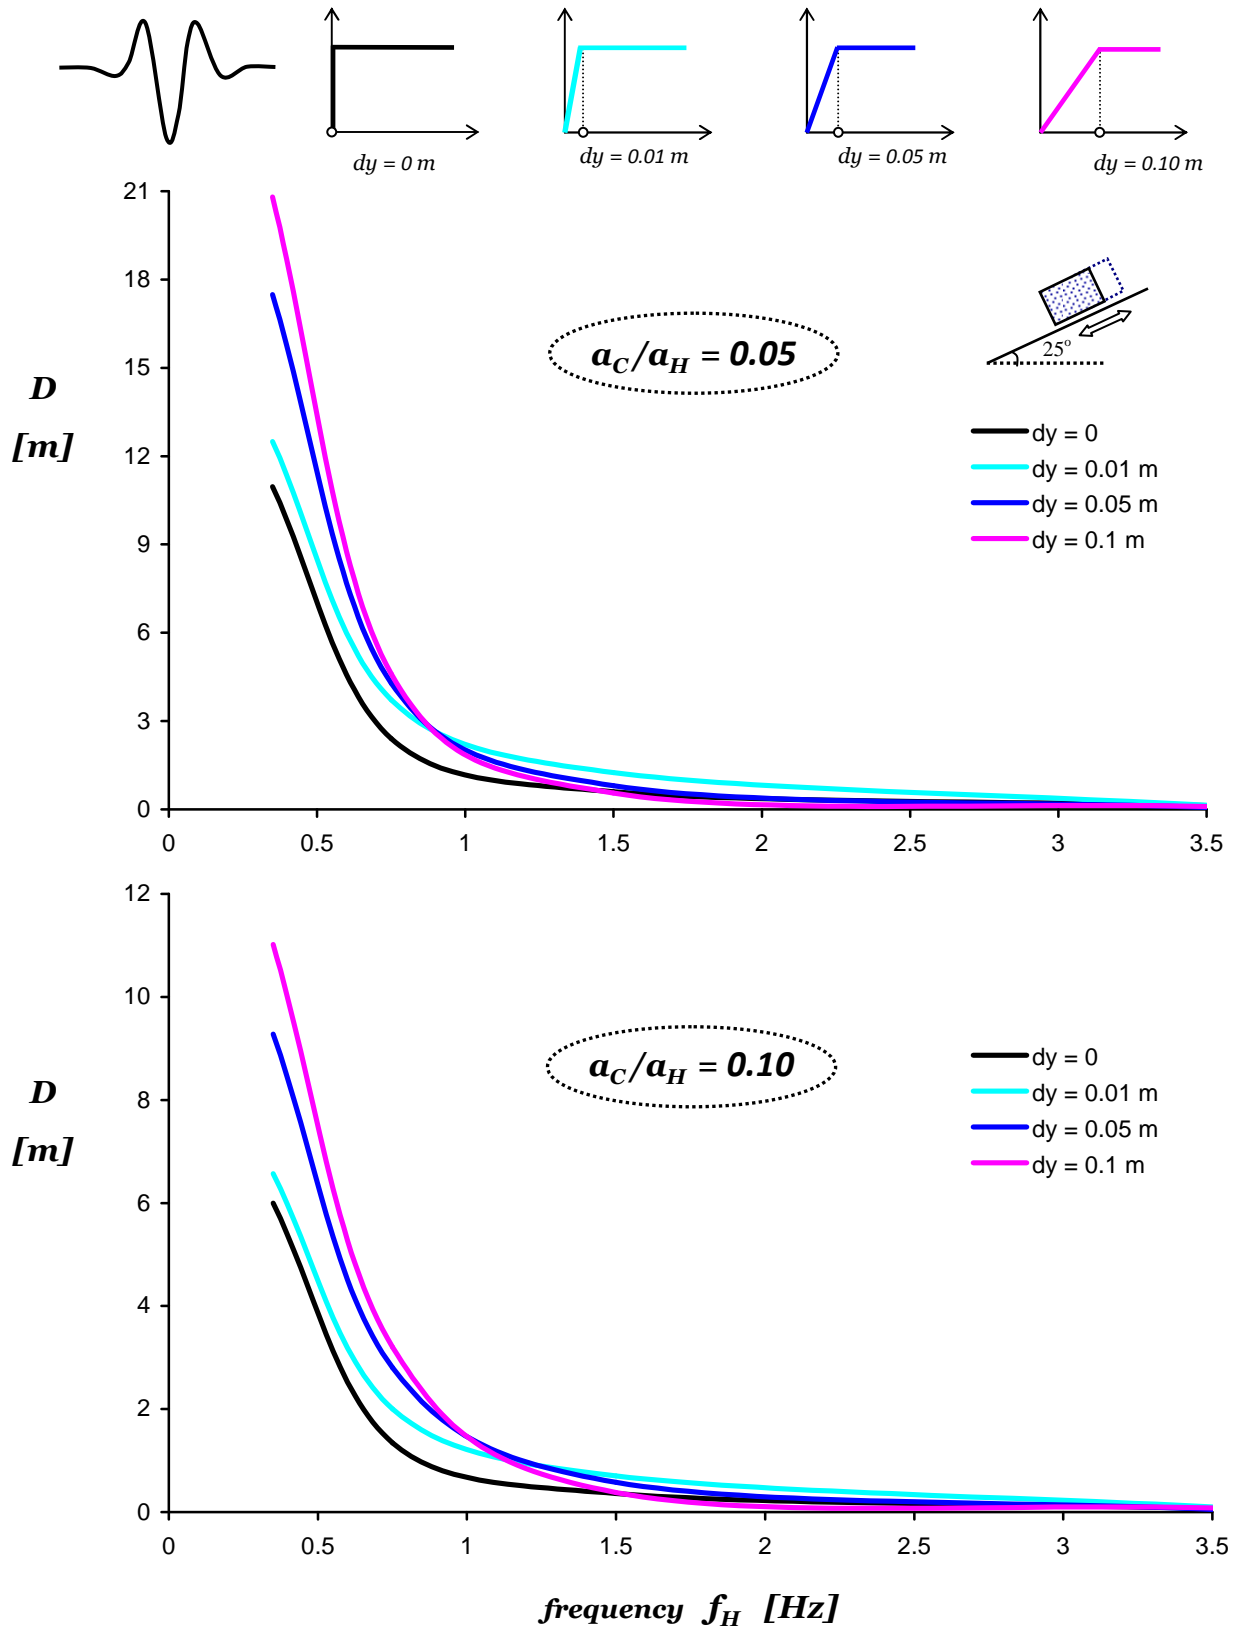 dy = 0 m
dy = 0.01 m
dy = 0.05 m
dy = 0.10 m
21
18
15
12
9
6
3
0
D
[m]
a_C/a_H = 0.05
25°
dy = 0
dy = 0.01 m
dy = 0.05 m
dy = 0.1 m
0 0.5 1 1.5 2 2.5 3 3.5
12
10
8
6
4
2
0
D
[m]
a_C/a_H = 0.10
dy = 0
dy = 0.01 m
dy = 0.05 m
dy = 0.1 m
0 0.5 1 1.5 2 2.5 3 3.5
frequency f_H [Hz]